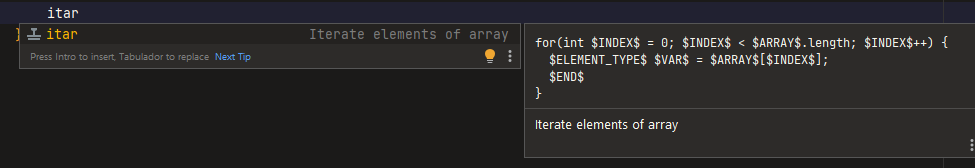 itar
}
itar Iterate elements of array
Press Intro to insert, Tabulador to replace Next Tip
for(int $INDEX$ = 0; $INDEX$ < $ARRAY$.length; $INDEX$++) {
  $ELEMENT_TYPE$ $VAR$ = $ARRAY$[$INDEX$];
  $END$
}
Iterate elements of array